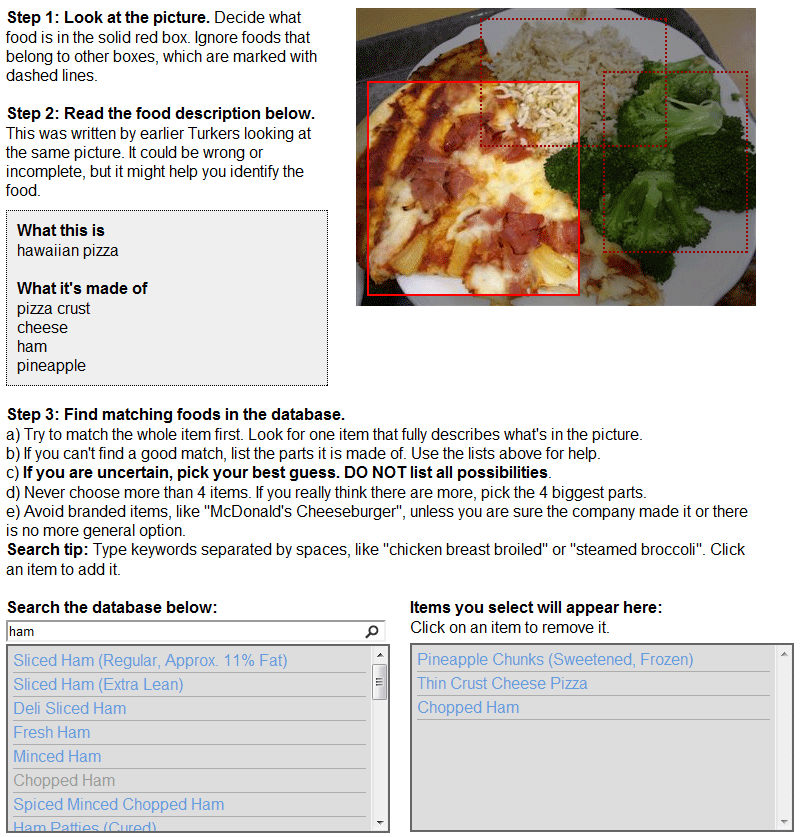 Step 1: Look at the picture. Decide what
food is in the solid red box. Ignore foods that
belong to other boxes, which are marked with
dashed lines.
Step 2: Read the food description below.
This was written by earlier Turkers looking at
the same picture. It could be wrong or
incomplete, but it might help you identify the
food.
What this is
hawaiian pizza
What it's made of
pizza crust
cheese
ham
pineapple
Step 3: Find matching foods in the database.
a) Try to match the whole item first. Look for one item that fully describes what's in the picture.
b) If you can't find a good match, list the parts it is made of. Use the lists above for help.
c) If you are uncertain, pick your best guess. DO NOT list all possibilities.
d) Never choose more than 4 items. If you really think there are more, pick the 4 biggest parts.
e) Avoid branded items, like "McDonald's Cheeseburger", unless you are sure the company made it or there
is no more general option.
Search tip: Type keywords separated by spaces, like "chicken breast broiled" or "steamed broccoli". Click
an item to add it.
Search the database below:
ham
Sliced Ham (Regular, Approx. 11% Fat)
Sliced Ham (Extra Lean)
Deli Sliced Ham
Fresh Ham
Minced Ham
Chopped Ham
Spiced Minced Chopped Ham
Ham Patties (Cured)
Items you select will appear here:
Click on an item to remove it.
Pineapple Chunks (Sweetened, Frozen)
Thin Crust Cheese Pizza
Chopped Ham